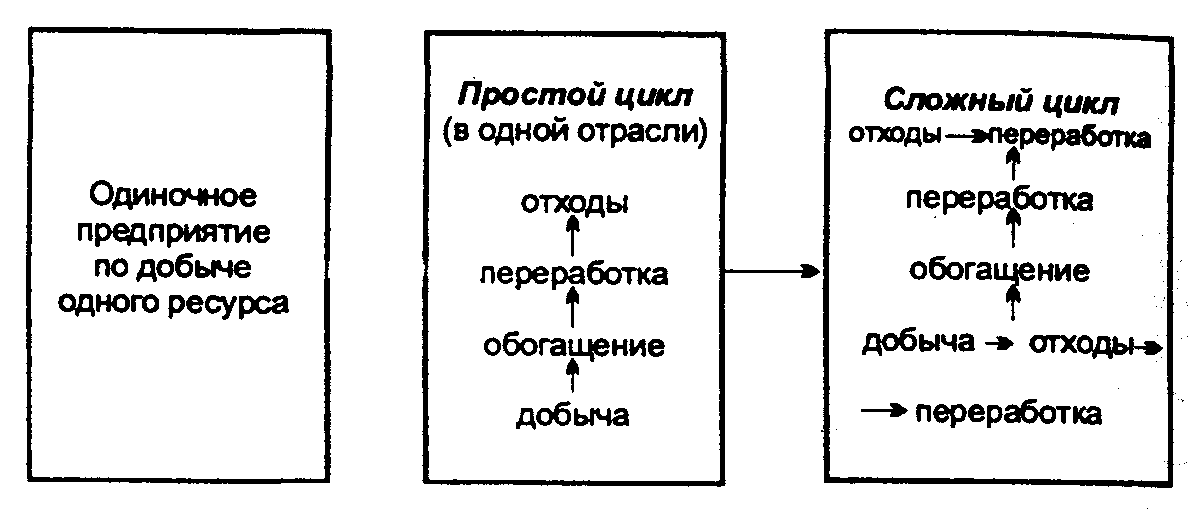 Одиночное
предприятие
по добыче
одного ресурса
Простой цикл
(в одной отрасли)
отходы
переработка
обогащение
добыча
Сложный цикл
отходы переработка
переработка
обогащение
добыча отходы
переработка